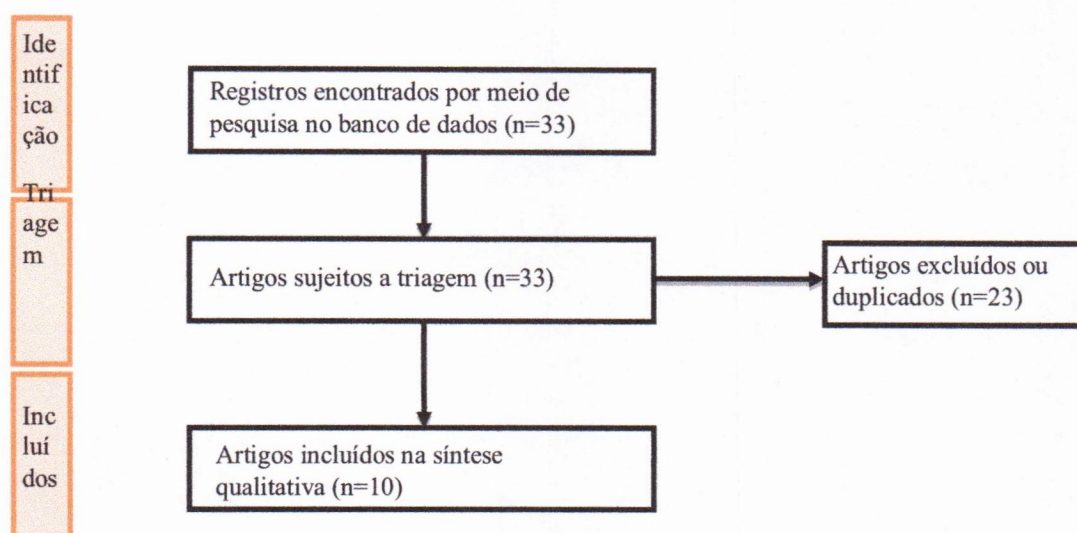 Ide
ntif
ica
ção
Registros encontrados por meio de
pesquisa no banco de dados (n=33)
Tri
age
m
Artigos sujeitos a triagem (n=33)
Artigos excluídos ou
duplicados (n=23)
Inc
luí
dos
Artigos incluídos na síntese
qualitativa (n=10)